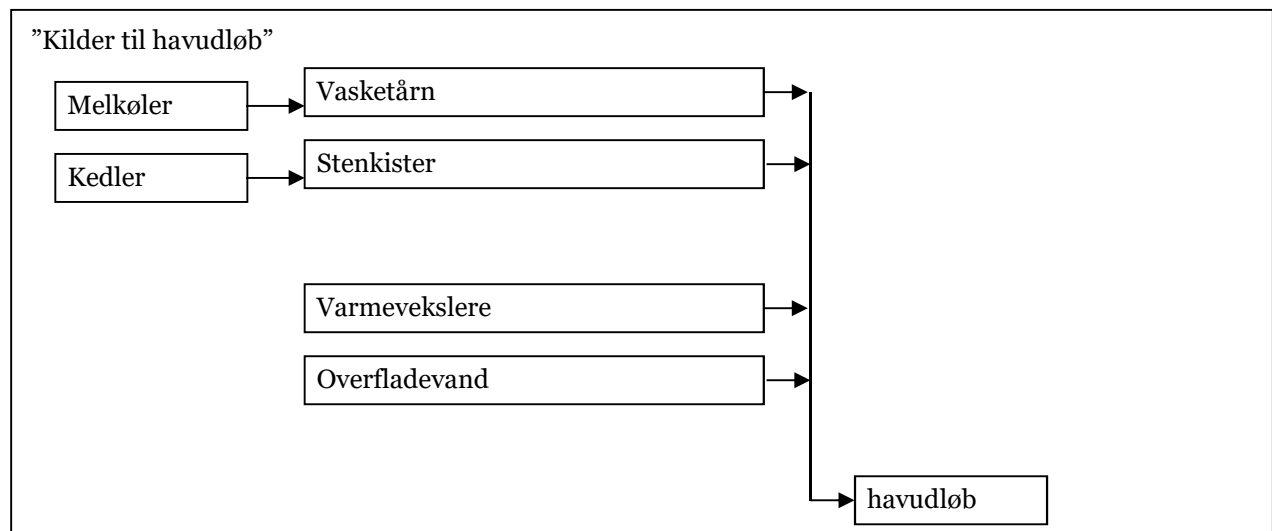 ”Kilder til havudløb”
Melkøler
Vasketårn
Kedler
Stenkister
Varmevekslere
Overfladevand
havudløb